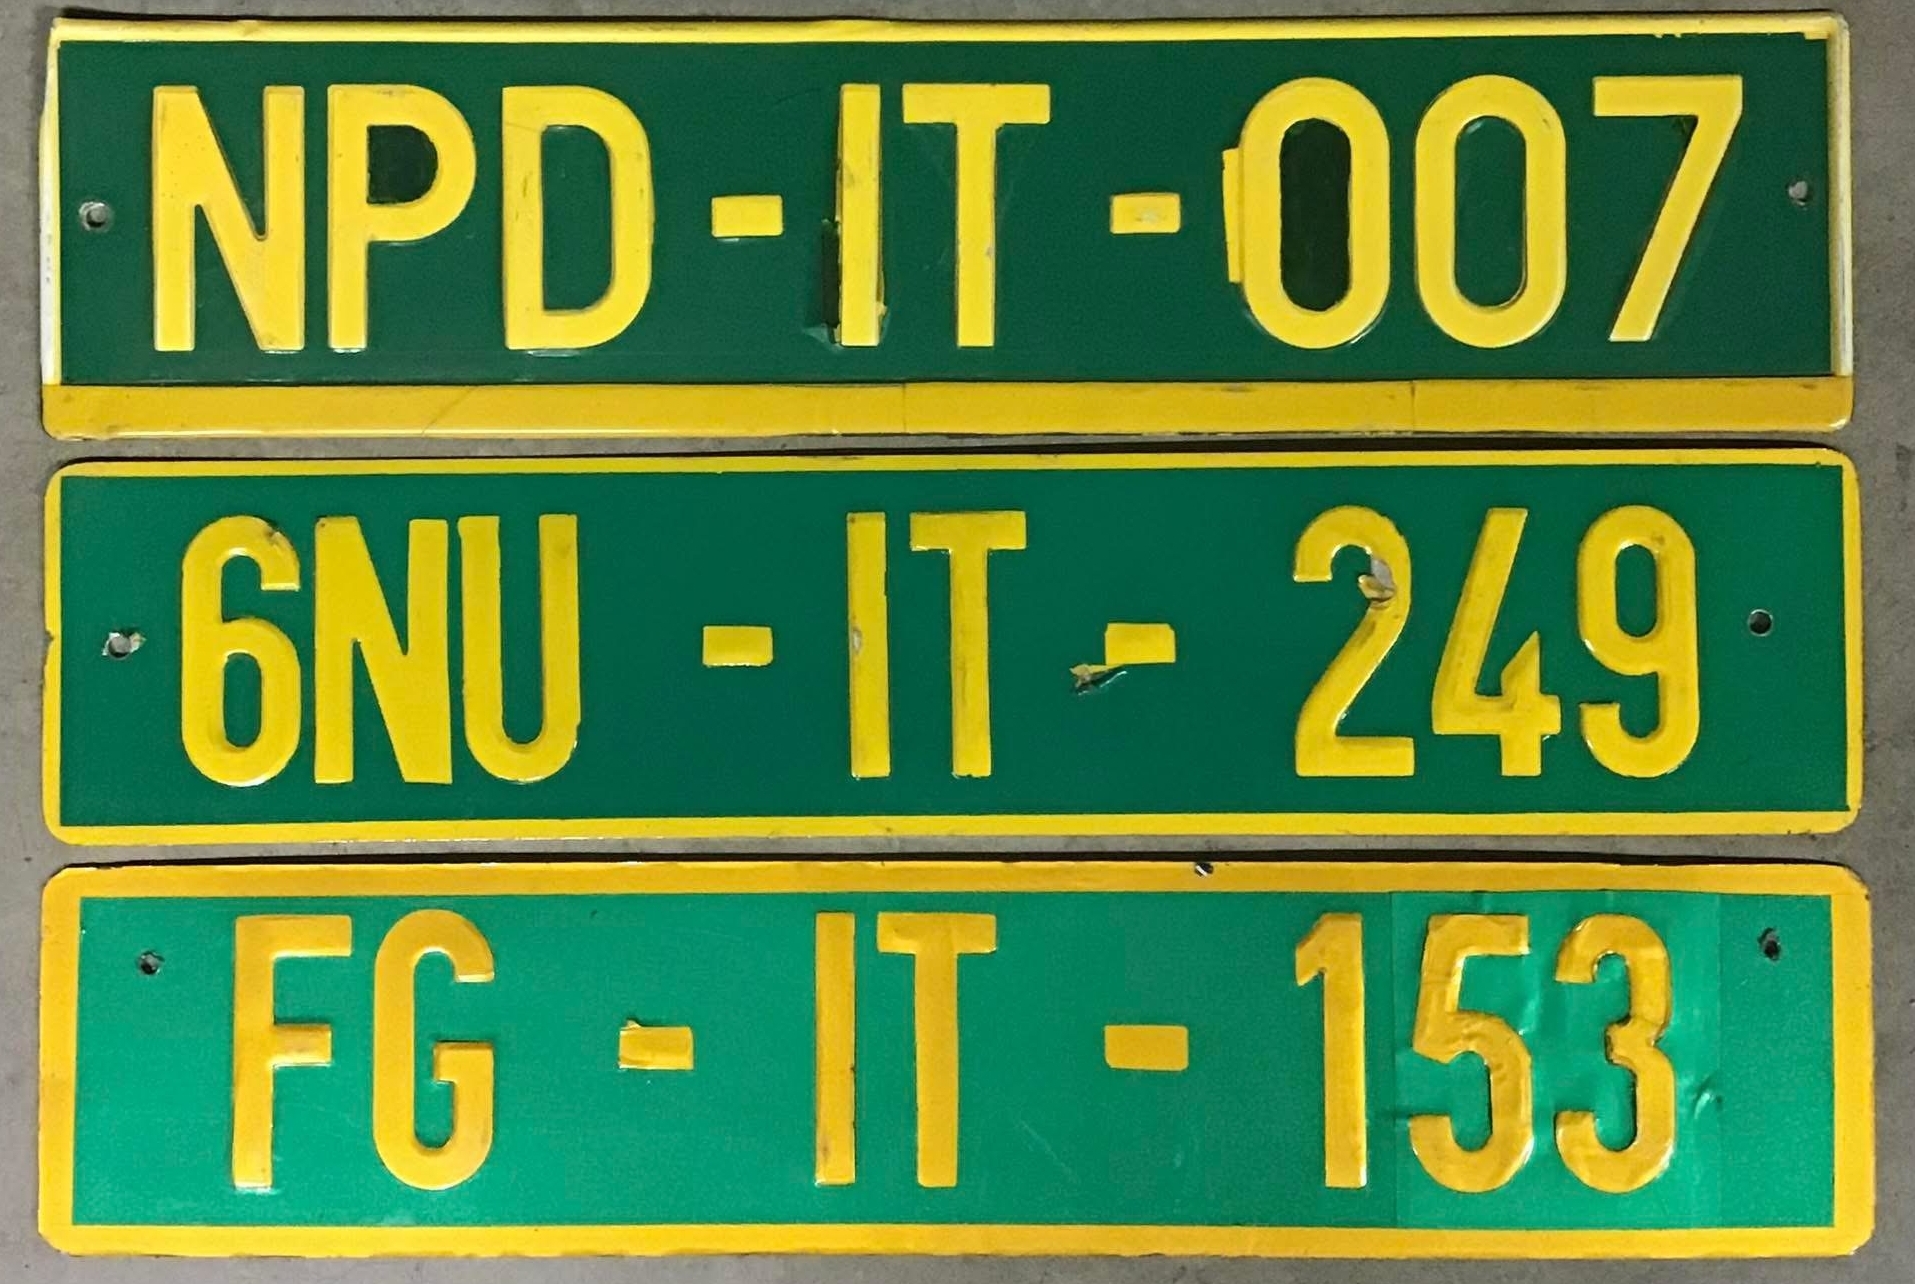 NPD-IT-007
6NU - IT - 249
FG - IT - 153